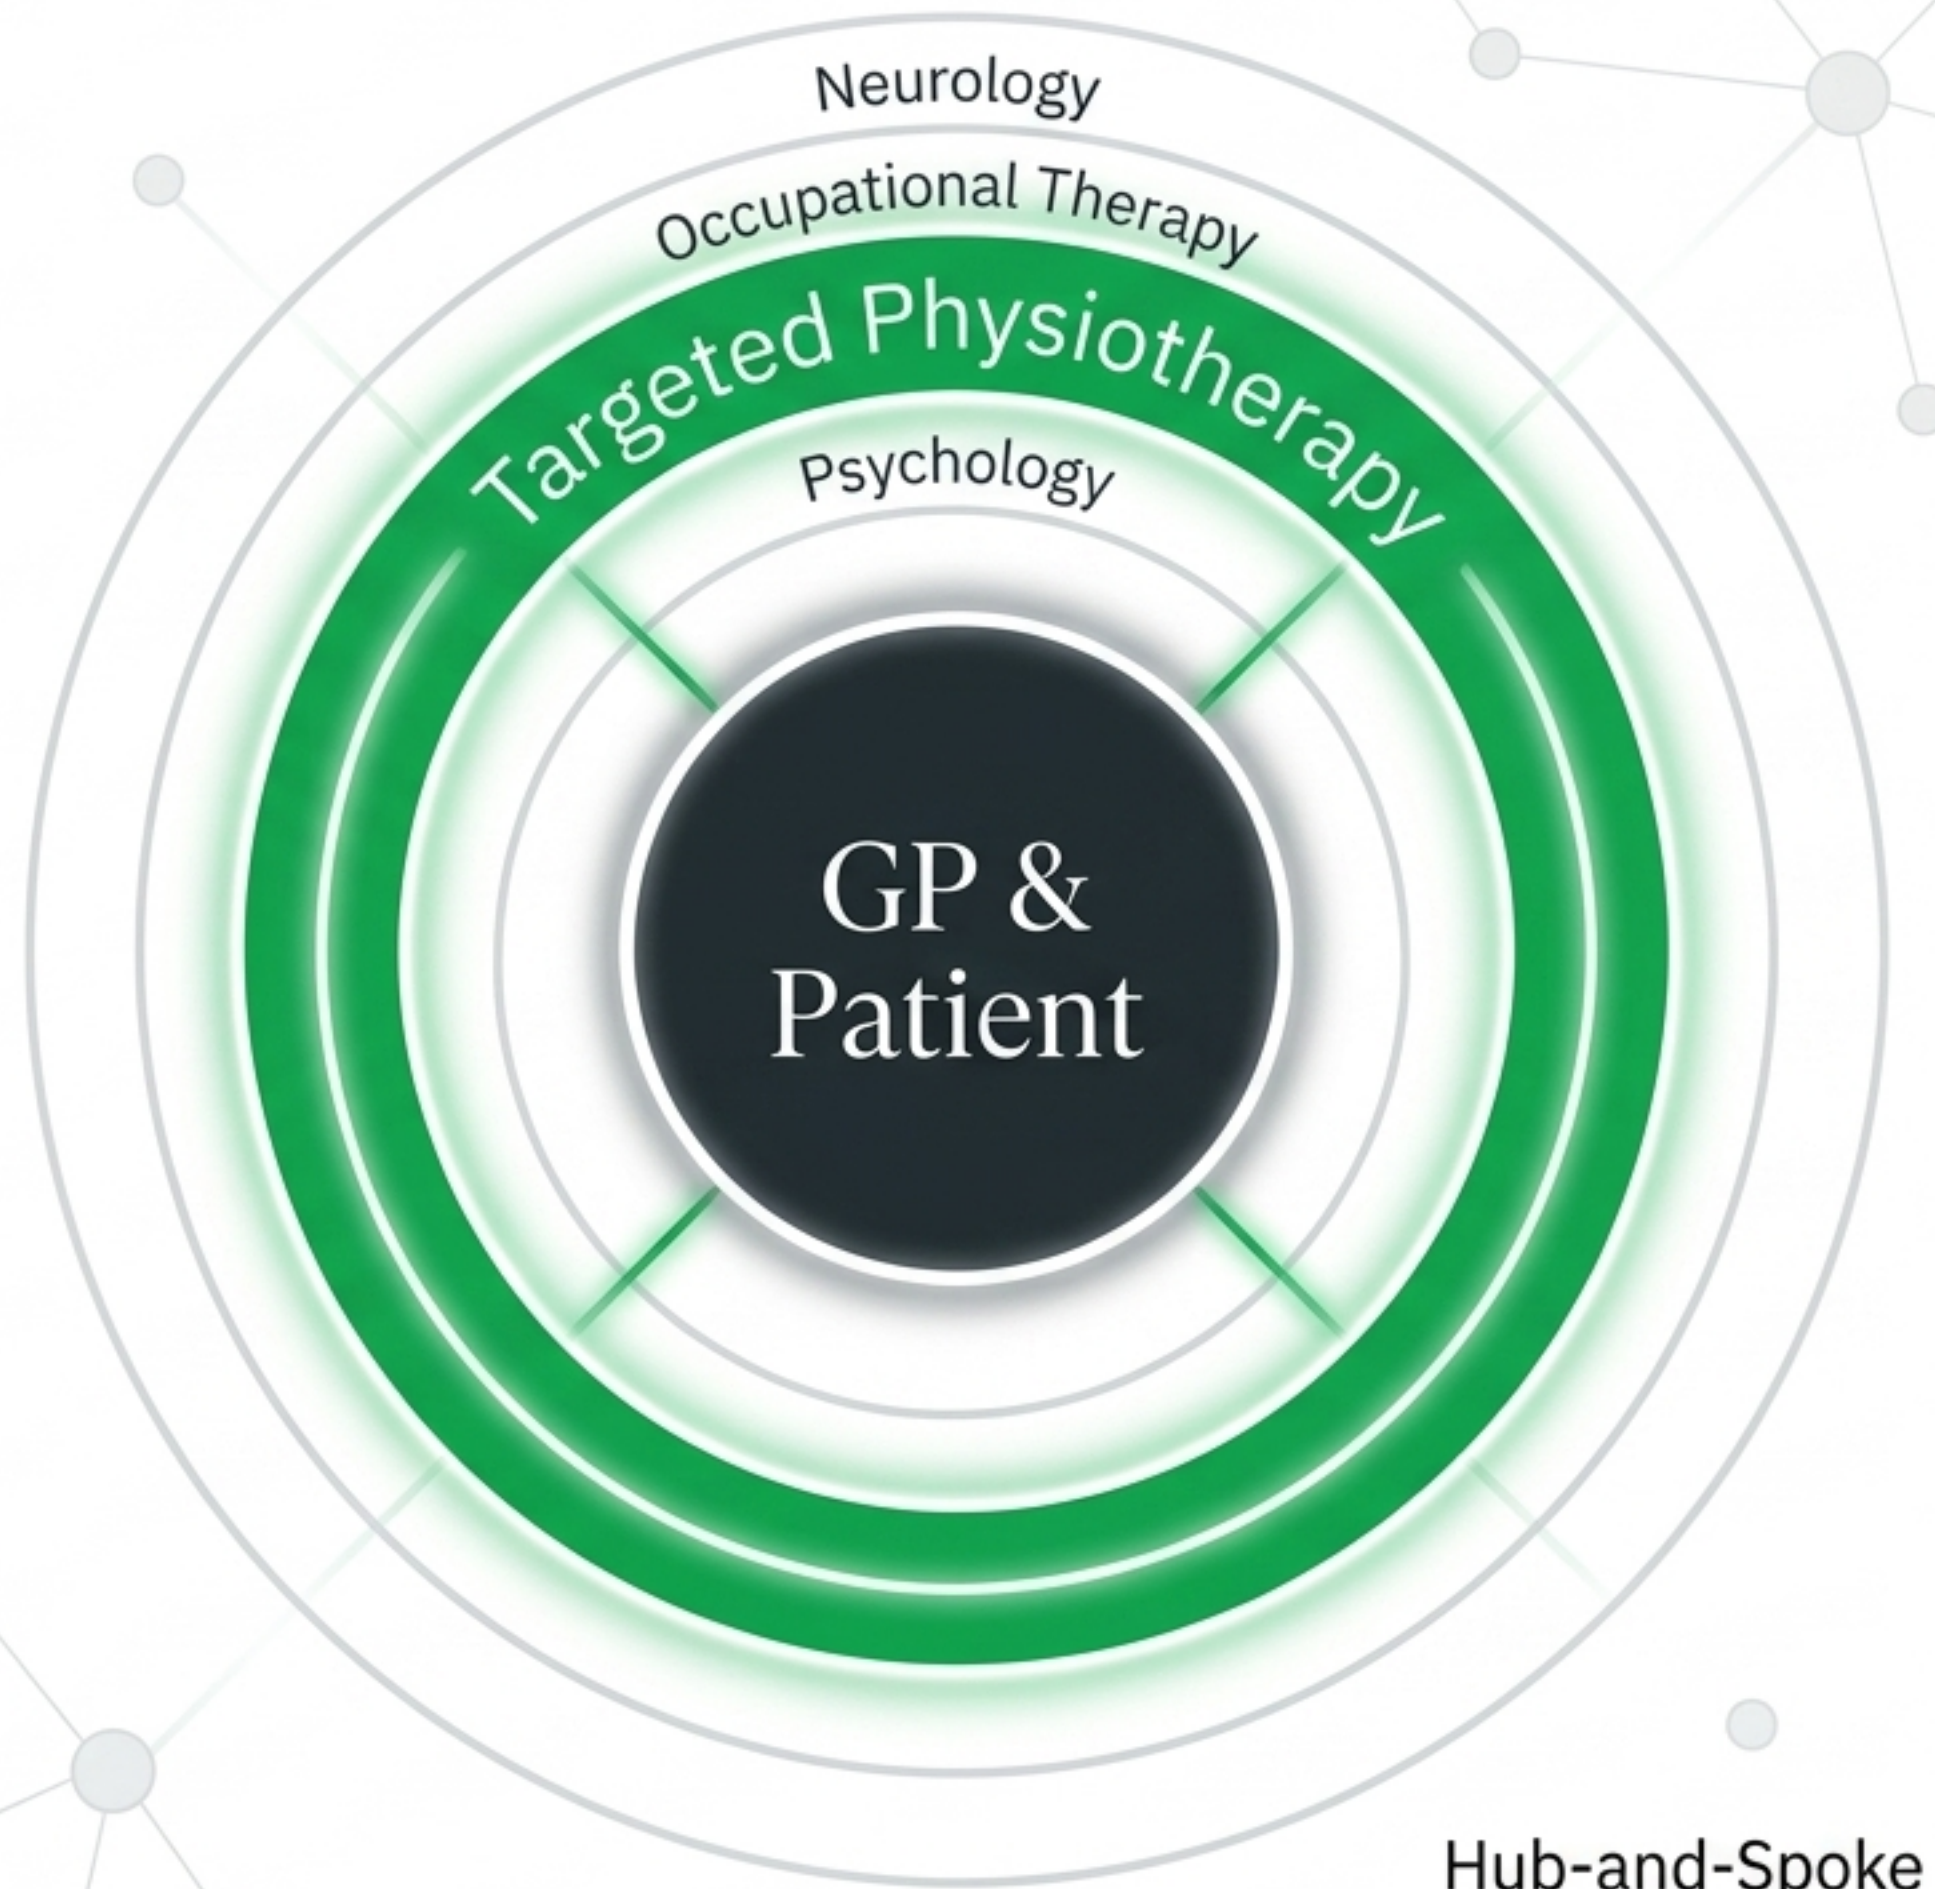 Neurology
Occupational Therapy
Targeted Physiotherapy
Psychology
GP &
Patient
Hub-and-Spoke